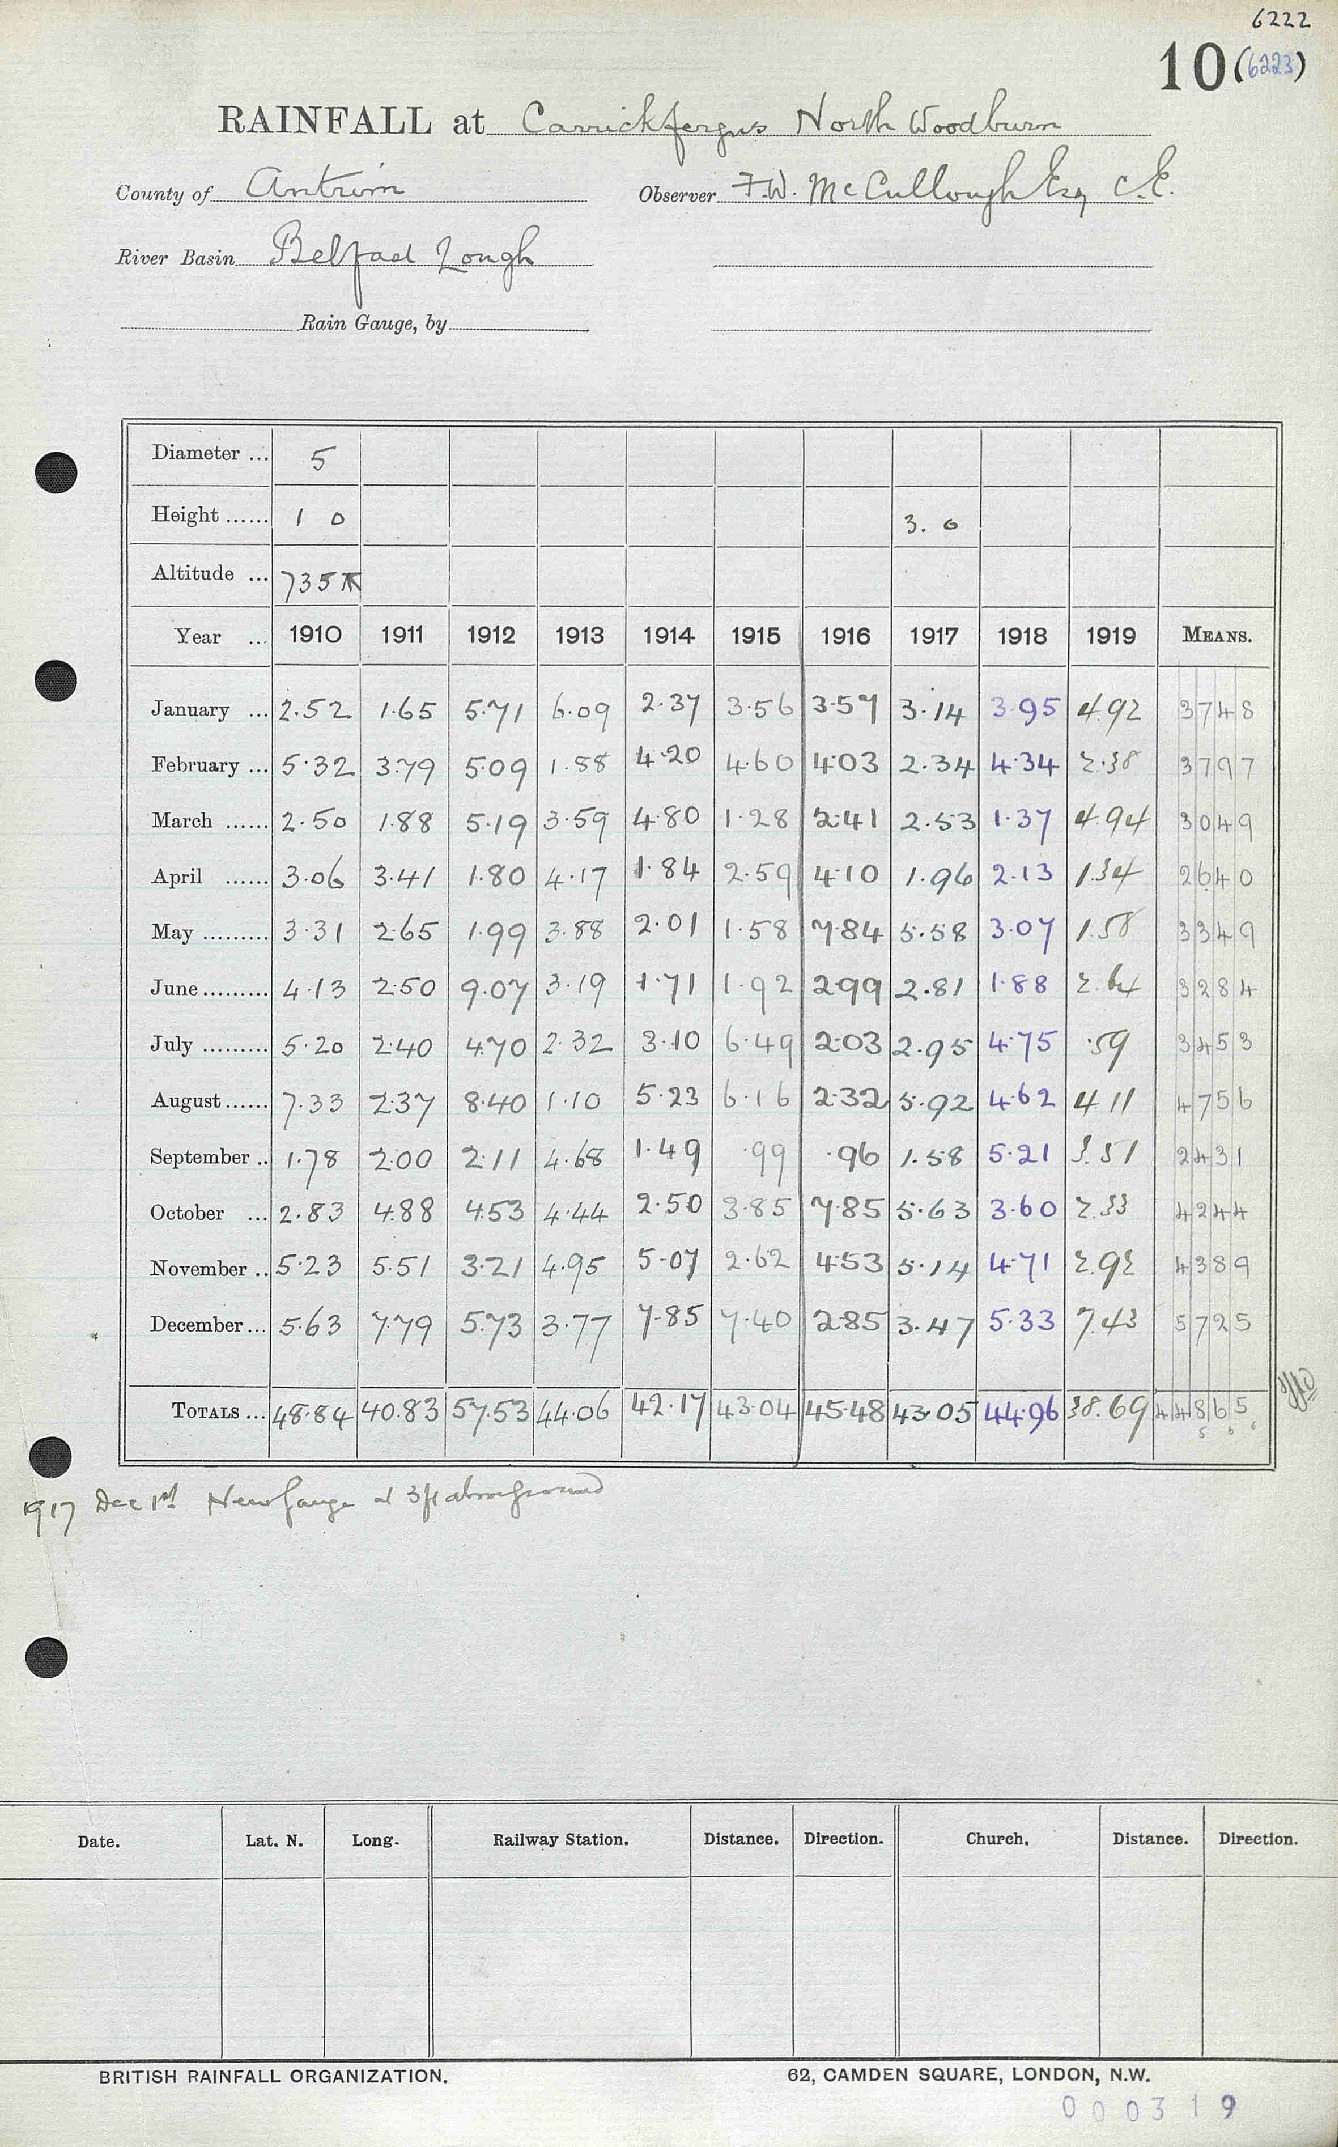 6222
10 (6223)
RAINFALL at Carrickfergus North Woodburn
County of Antrim Observer F.W. McCullough Esq, C.E.
River Basin Belfast Lough
Rain Gauge, by
Diameter ... 5
Height ...... 1 0 3. 0
Altitude ... 735 ft
Year ... 1910 1911 1912 1913 1914 1915 1916 1917 1918 1919 MEANS.
January ... 2.52 1.65 5.71 6.09 2.37 3.56 3.57 3.14 3.95 4.92 3748
February ... 5.32 3.79 5.09 1.88 4.20 4.60 4.03 2.34 4.34 2.38 3797
March ...... 2.50 1.88 5.19 3.59 4.80 1.28 2.41 2.53 1.37 4.94 3049
April ...... 3.06 3.41 1.80 4.17 1.84 2.59 4.10 1.96 2.13 1.34 2640
May ......... 3.31 2.65 1.99 3.88 2.01 1.58 7.84 5.58 3.07 1.58 3349
June ......... 4.13 2.50 9.07 3.19 1.71 1.92 2.99 2.81 1.88 2.64 3284
July ......... 5.20 2.40 4.70 2.32 3.10 6.49 2.03 2.95 4.75 .59 3453
August ...... 7.33 2.37 8.40 1.10 5.23 6.16 2.32 5.92 4.62 4.11 4756
September .. 1.78 2.00 2.11 4.68 1.49 .99 .96 1.58 5.21 3.51 2431
October ... 2.83 4.88 4.53 4.44 2.50 3.85 7.85 5.63 3.60 2.33 4244
November .. 5.23 5.51 3.21 4.95 5.07 2.62 4.53 5.14 4.71 2.92 4389
December ... 5.63 7.79 5.73 3.77 7.85 7.40 2.85 3.47 5.33 7.43 5725
TOTALS ... 48.84 40.83 57.53 44.06 42.17 43.04 45.48 43.05 44.96 38.69 44865
1917 Dec 1st New Gauge at 3ft above ground
Date. Lat. N. Long. Railway Station. Distance. Direction. Church. Distance. Direction.
BRITISH RAINFALL ORGANIZATION. 62, CAMDEN SQUARE, LONDON, N.W.
000319